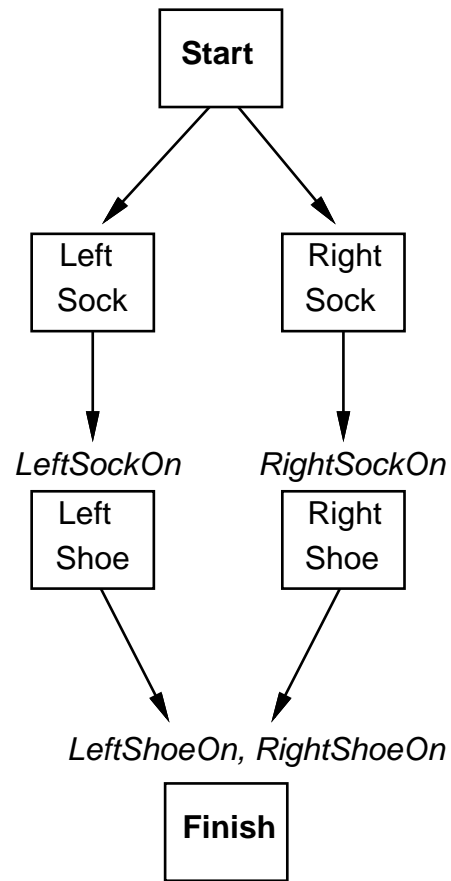 Start
Left
Sock
Right
Sock
LeftSockOn
RightSockOn
Left
Shoe
Right
Shoe
LeftShoeOn, RightShoeOn
Finish